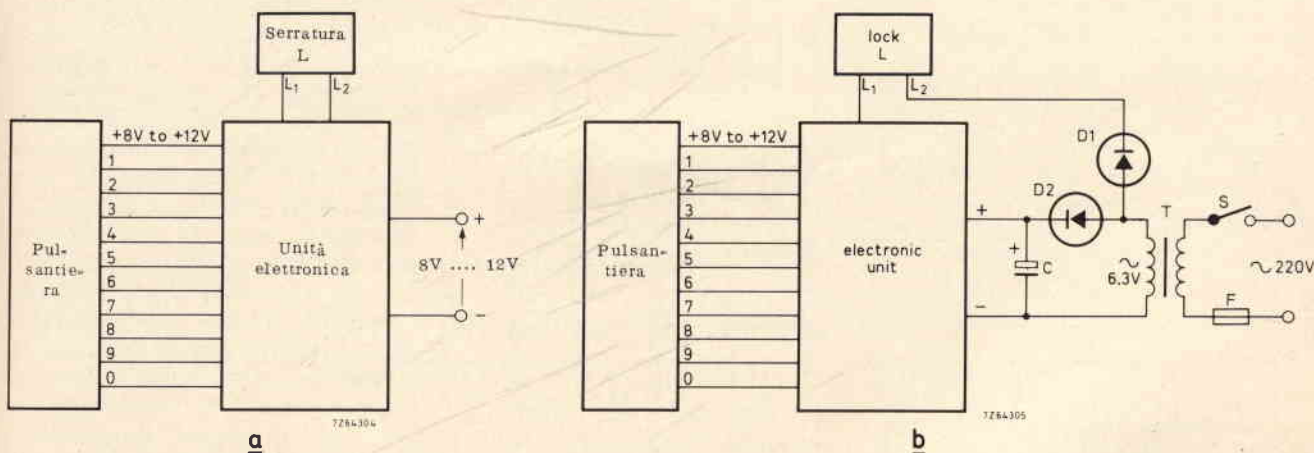 Serratura
L
L₁ L₂
+8V to +12V
1
2
3
4
5
6
7
8
9
0
Pul-
santie-
ra
Unità
elettronica
+
8V .... 12V
-
7Z64304
a
lock
L
L₁ L₂
+8V to +12V
1
2
3
4
5
6
7
8
9
0
Pulsan-
tiera
electronic
unit
+
-
+
C
D1
D2
T
S
~
6.3V
~220V
F
7Z64305
b